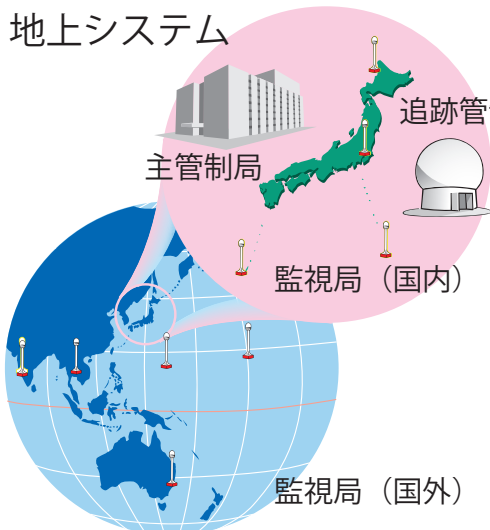 地上システム
追跡管
主管制局
監視局（国内）
監視局（国外）